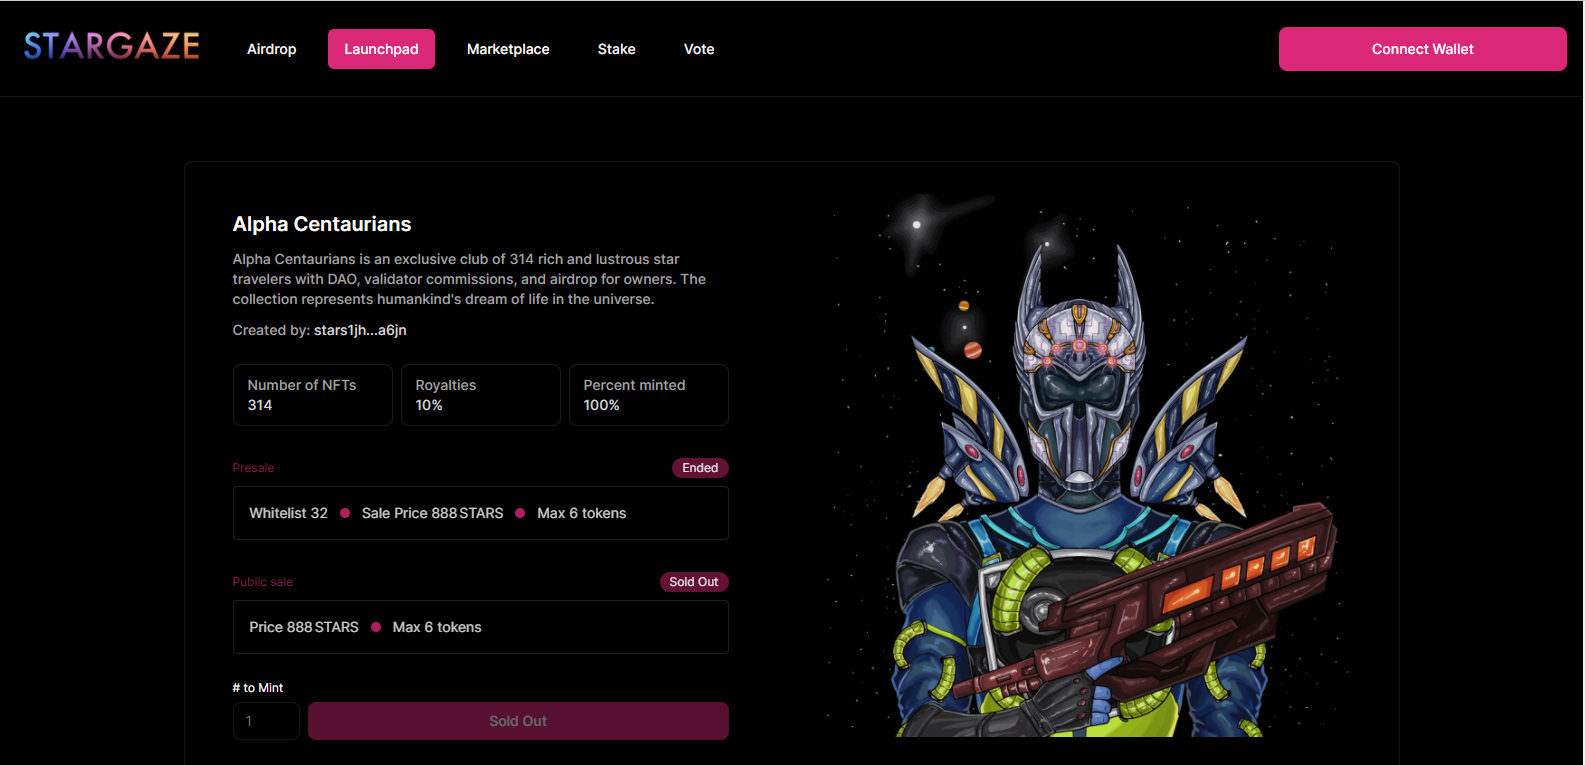 STARGAZE Airdrop Launchpad Marketplace Stake Vote Connect Wallet
Alpha Centaurians
Alpha Centaurians is an exclusive club of 314 rich and lustrous star
travelers with DAO, validator commissions, and airdrop for owners. The
collection represents humankind's dream of life in the universe.
Created by: stars1jh...a6jn
Number of NFTs Royalties Percent minted
314 10% 100%
Presale Ended
Whitelist 32 Sale Price 888 STARS Max 6 tokens
Public sale Sold Out
Price 888 STARS Max 6 tokens
# to Mint
1 Sold Out